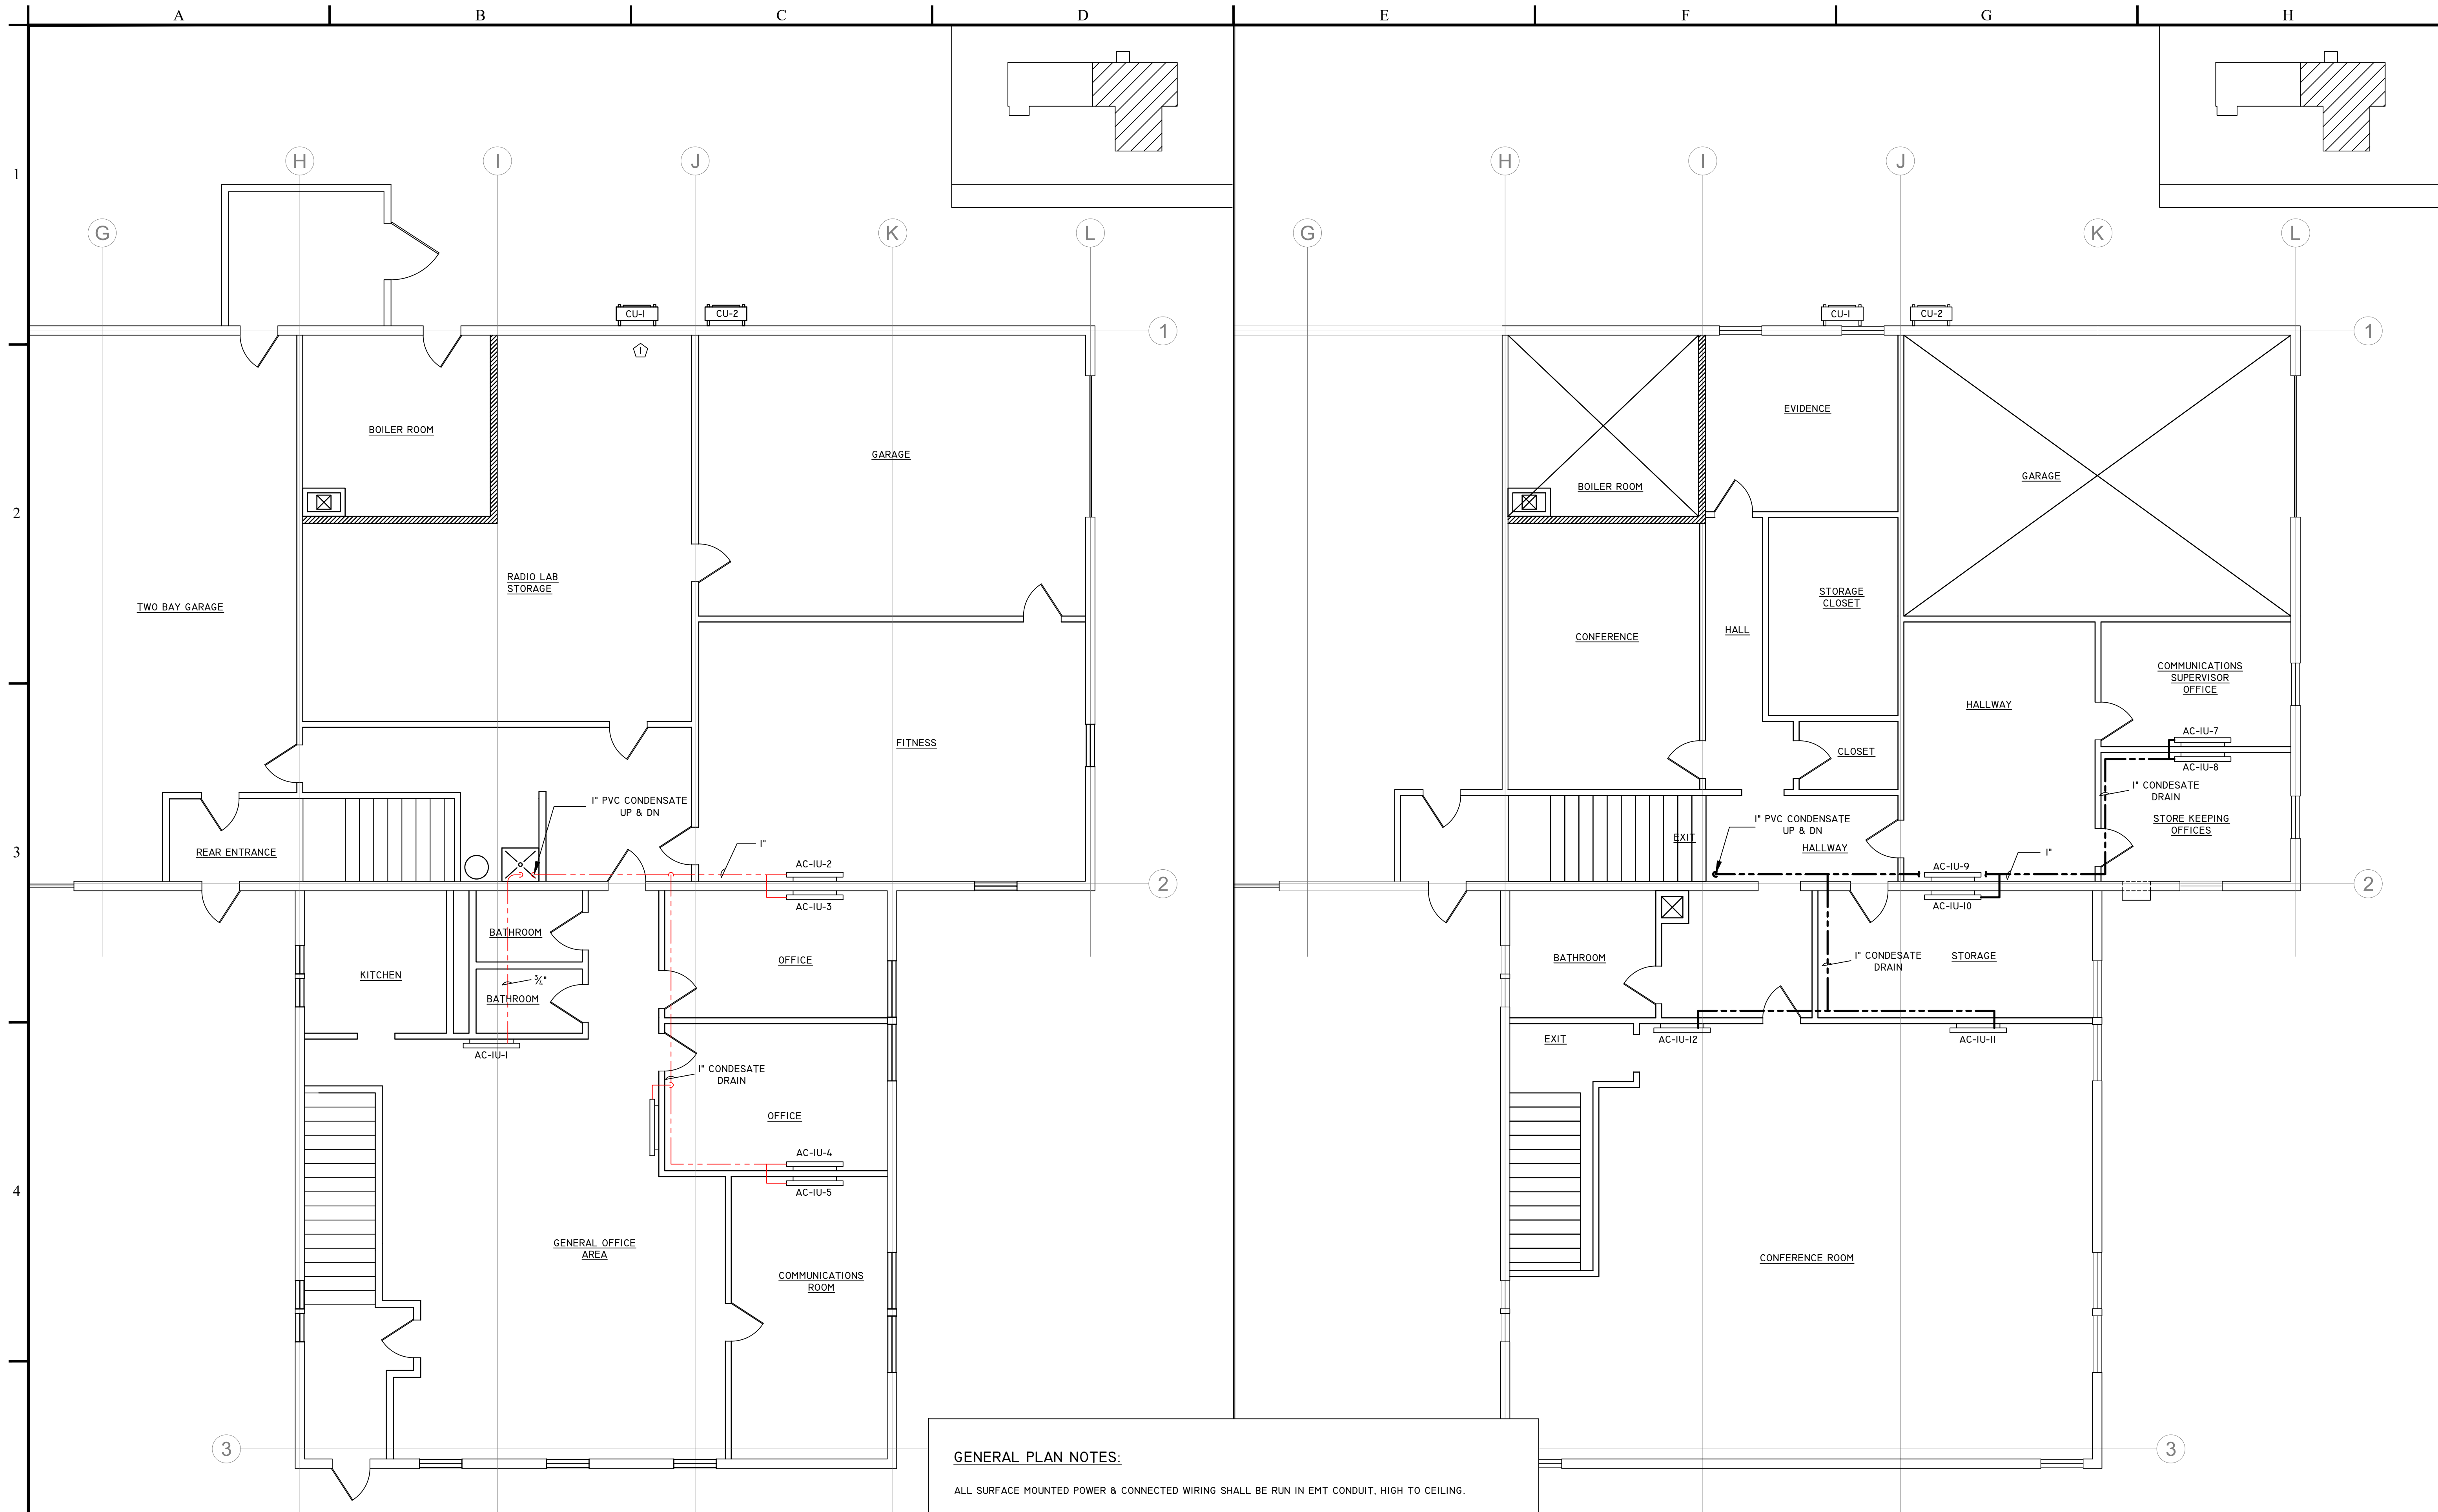 A B C D E F G H
1
2
3
4
H I J
G K L
CU-1 CU-2
1
1
BOILER ROOM
GARAGE
RADIO LAB
STORAGE
TWO BAY GARAGE
FITNESS
1" PVC CONDENSATE
UP & DN
1"
REAR ENTRANCE
AC-IU-2
2
AC-IU-3
BATHROOM
KITCHEN
OFFICE
3/4"
BATHROOM
AC-IU-1
1" CONDESATE
DRAIN
OFFICE
AC-IU-4
AC-IU-5
GENERAL OFFICE
AREA
COMMUNICATIONS
ROOM
3
H I J
G K L
CU-1 CU-2
1
EVIDENCE
GARAGE
BOILER ROOM
STORAGE
CLOSET
HALL
CONFERENCE
COMMUNICATIONS
SUPERVISOR
OFFICE
HALLWAY
AC-IU-7
CLOSET
AC-IU-8
1" CONDESATE
DRAIN
1" PVC CONDENSATE
UP & DN
STORE KEEPING
OFFICES
EXIT
HALLWAY
1"
AC-IU-9
2
AC-IU-10
BATHROOM
1" CONDESATE
DRAIN
STORAGE
EXIT
AC-IU-12
AC-IU-11
CONFERENCE ROOM
3
GENERAL PLAN NOTES:
ALL SURFACE MOUNTED POWER & CONNECTED WIRING SHALL BE RUN IN EMT CONDUIT, HIGH TO CEILING.